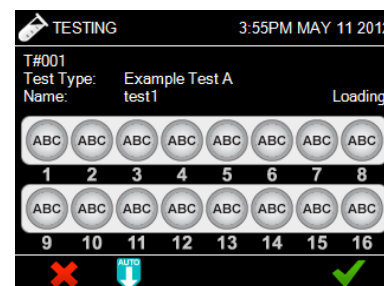 TESTING 3:55PM MAY 11 2012
T#001
Test Type: Example Test A
Name: test1 Loading
ABC ABC ABC ABC ABC ABC ABC ABC
1 2 3 4 5 6 7 8
ABC ABC ABC ABC ABC ABC ABC ABC
9 10 11 12 13 14 15 16
AUTO